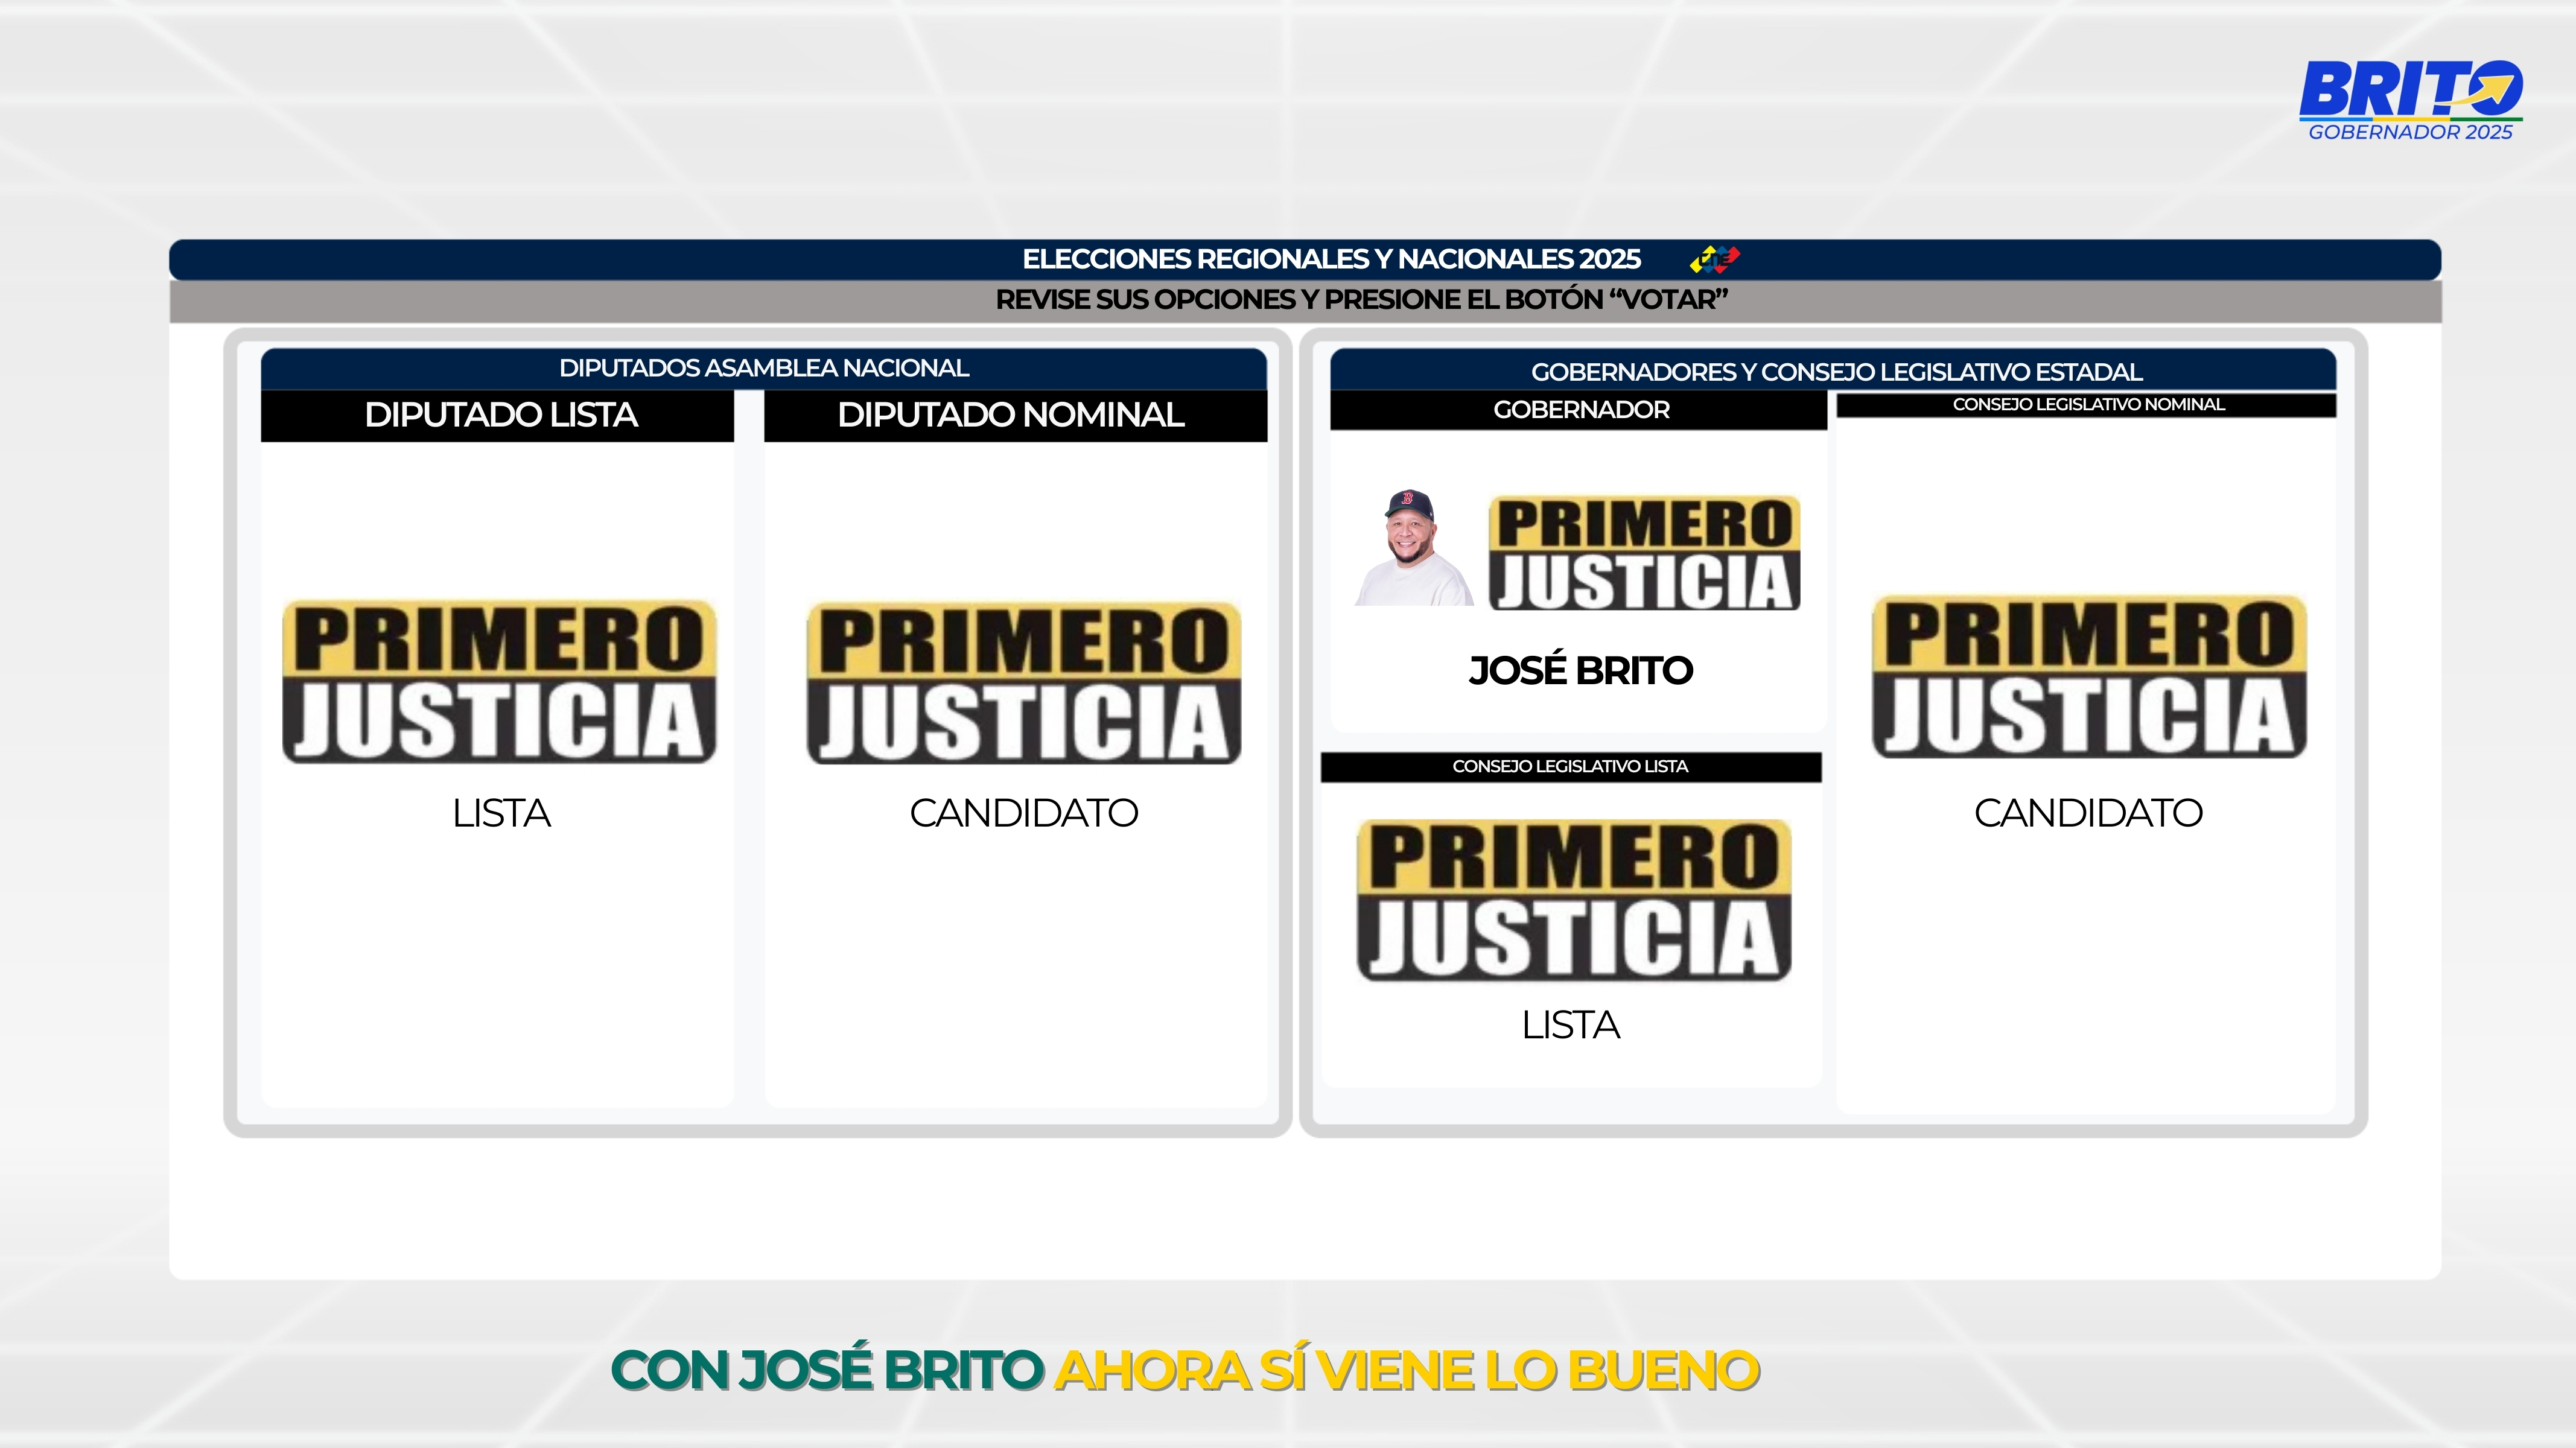 BRITO
GOBERNADOR 2025
ELECCIONES REGIONALES Y NACIONALES 2025
cne
REVISE SUS OPCIONES Y PRESIONE EL BOTÓN “VOTAR”
DIPUTADOS ASAMBLEA NACIONAL
DIPUTADO LISTA
DIPUTADO NOMINAL
PRIMERO
JUSTICIA
LISTA
PRIMERO
JUSTICIA
CANDIDATO
GOBERNADORES Y CONSEJO LEGISLATIVO ESTADAL
GOBERNADOR
B
PRIMERO
JUSTICIA
JOSÉ BRITO
CONSEJO LEGISLATIVO LISTA
PRIMERO
JUSTICIA
LISTA
CONSEJO LEGISLATIVO NOMINAL
PRIMERO
JUSTICIA
CANDIDATO
CON JOSÉ BRITO AHORA SÍ VIENE LO BUENO